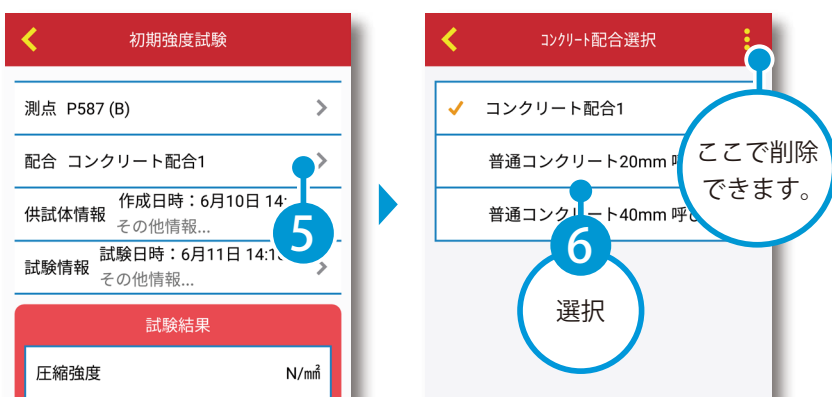 初期強度試験
測点 P587 (B)
配合 コンクリート配合1
供試体情報 作成日時：6月10日 14:
その他情報...
試験情報 試験日時：6月11日 14:1
その他情報...
5
試験結果
圧縮強度 N/m㎡
コンクリート配合選択
コンクリート配合1
普通コンクリート20mm
普通コンクリート40mm 呼び
6
選択
ここで削除
できます。